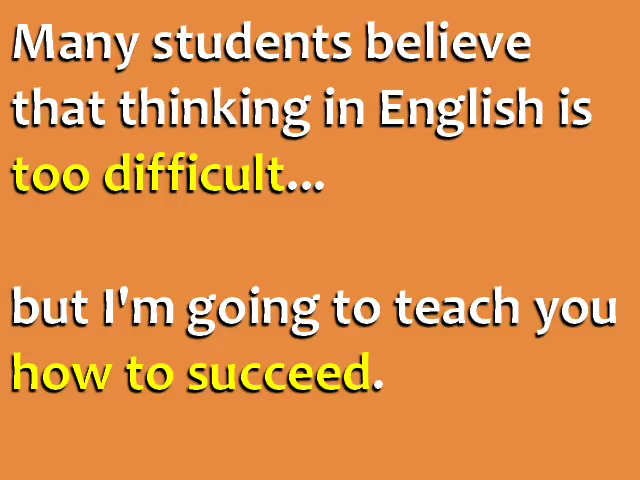 Many students believe
that thinking in English is
too difficult...
but I'm going to teach you
how to succeed.